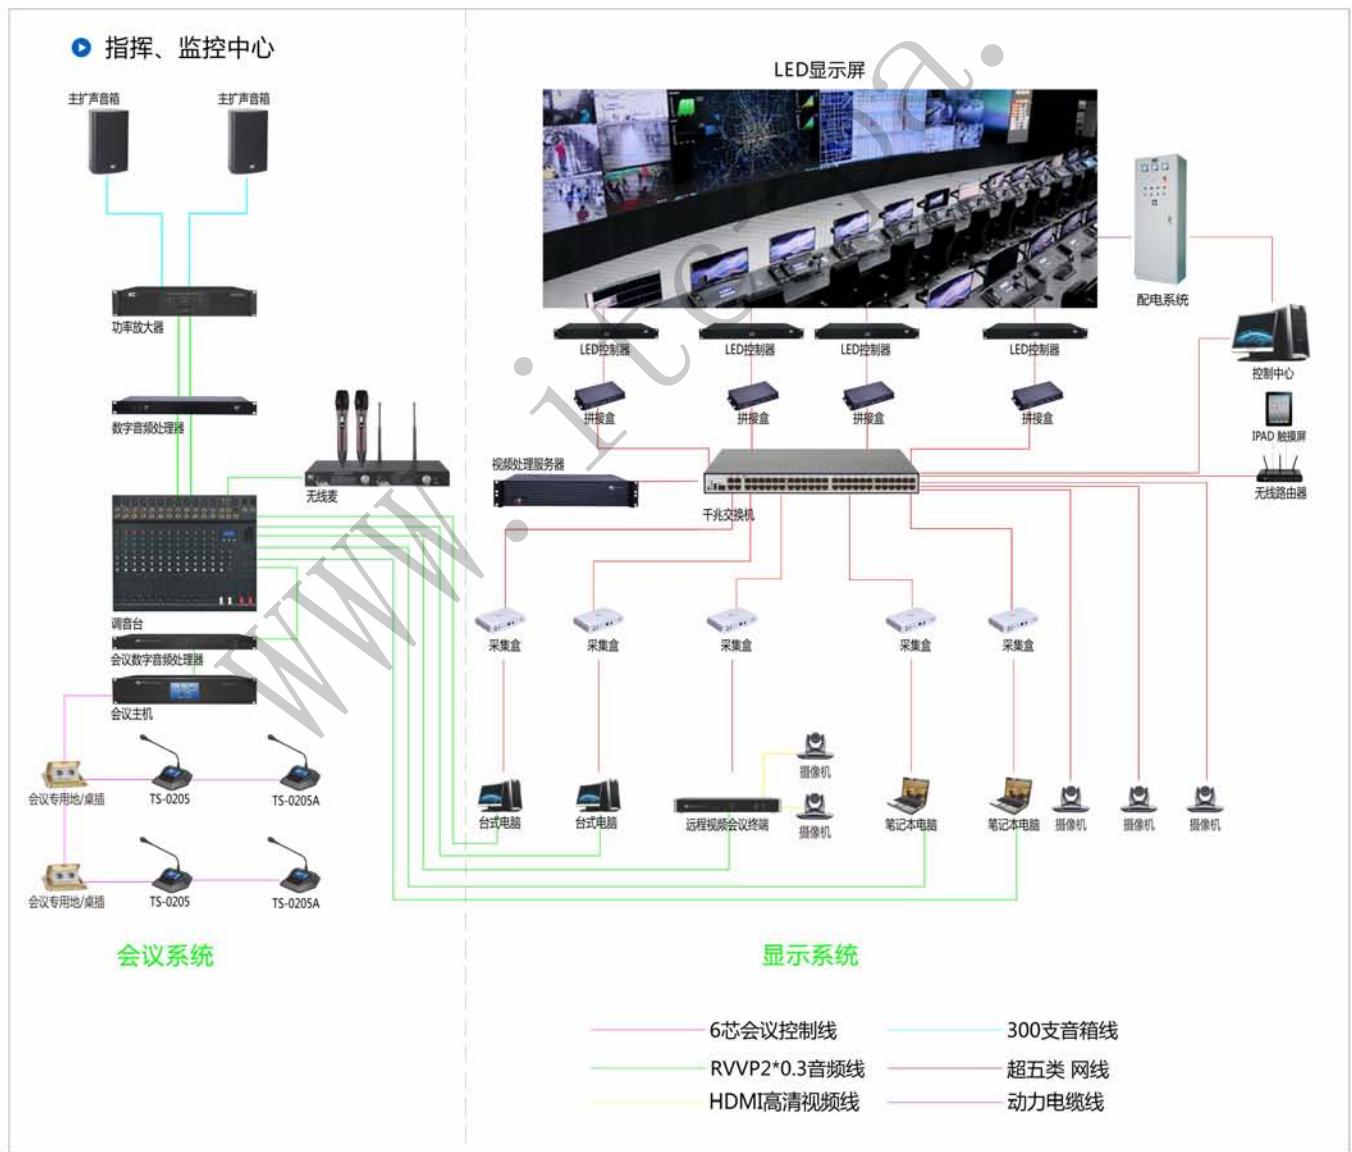 指挥、监控中心
LED显示屏
主扩声音箱
主扩声音箱
配电系统
功率放大器
LED控制器
LED控制器
LED控制器
LED控制器
控制中心
数字音频处理器
拼接盒
拼接盒
拼接盒
拼接盒
IPAD 触摸屏
无线麦
视频处理服务器
千兆交换机
无线路由器
调音台
会议数字音频处理器
会议主机
采集盒
采集盒
采集盒
采集盒
采集盒
会议专用地/桌插
TS-0205
TS-0205A
台式电脑
台式电脑
远程视频会议终端
摄像机
摄像机
笔记本电脑
笔记本电脑
摄像机
摄像机
摄像机
会议专用地/桌插
TS-0205
TS-0205A
会议系统
显示系统
6芯会议控制线
300支音箱线
RVVP2*0.3音频线
超五类 网线
HDMI高清视频线
动力电缆线